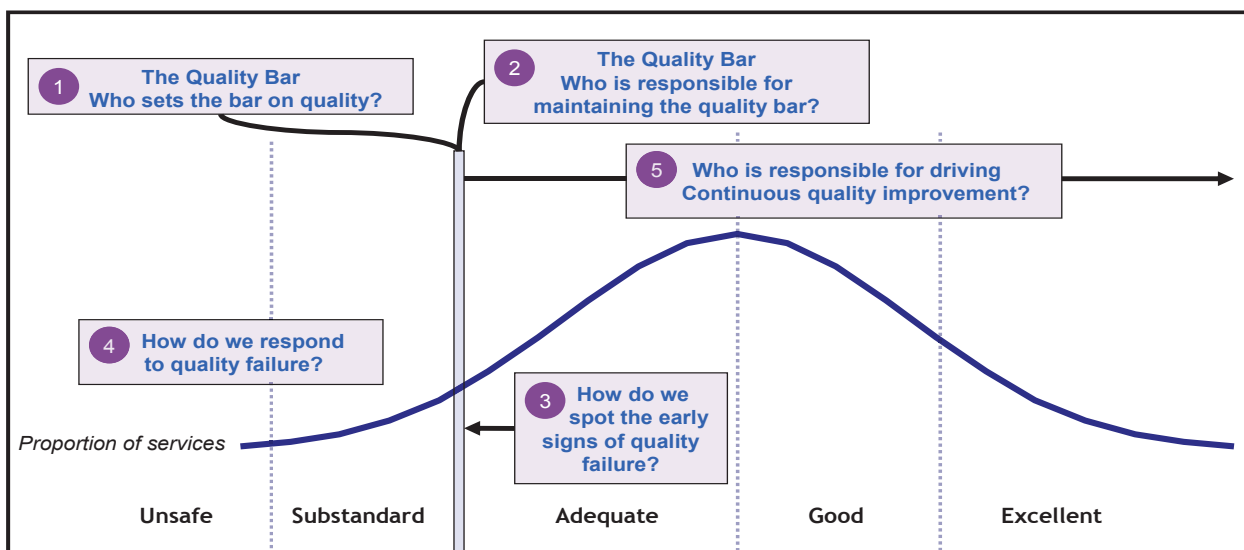 1
The Quality Bar
Who sets the bar on quality?
2
The Quality Bar
Who is responsible for
maintaining the quality bar?
5
Who is responsible for driving
Continuous quality improvement?
4
How do we respond
to quality failure?
3
How do we
spot the early
signs of quality
failure?
Proportion of services
Unsafe
Substandard
Adequate
Good
Excellent